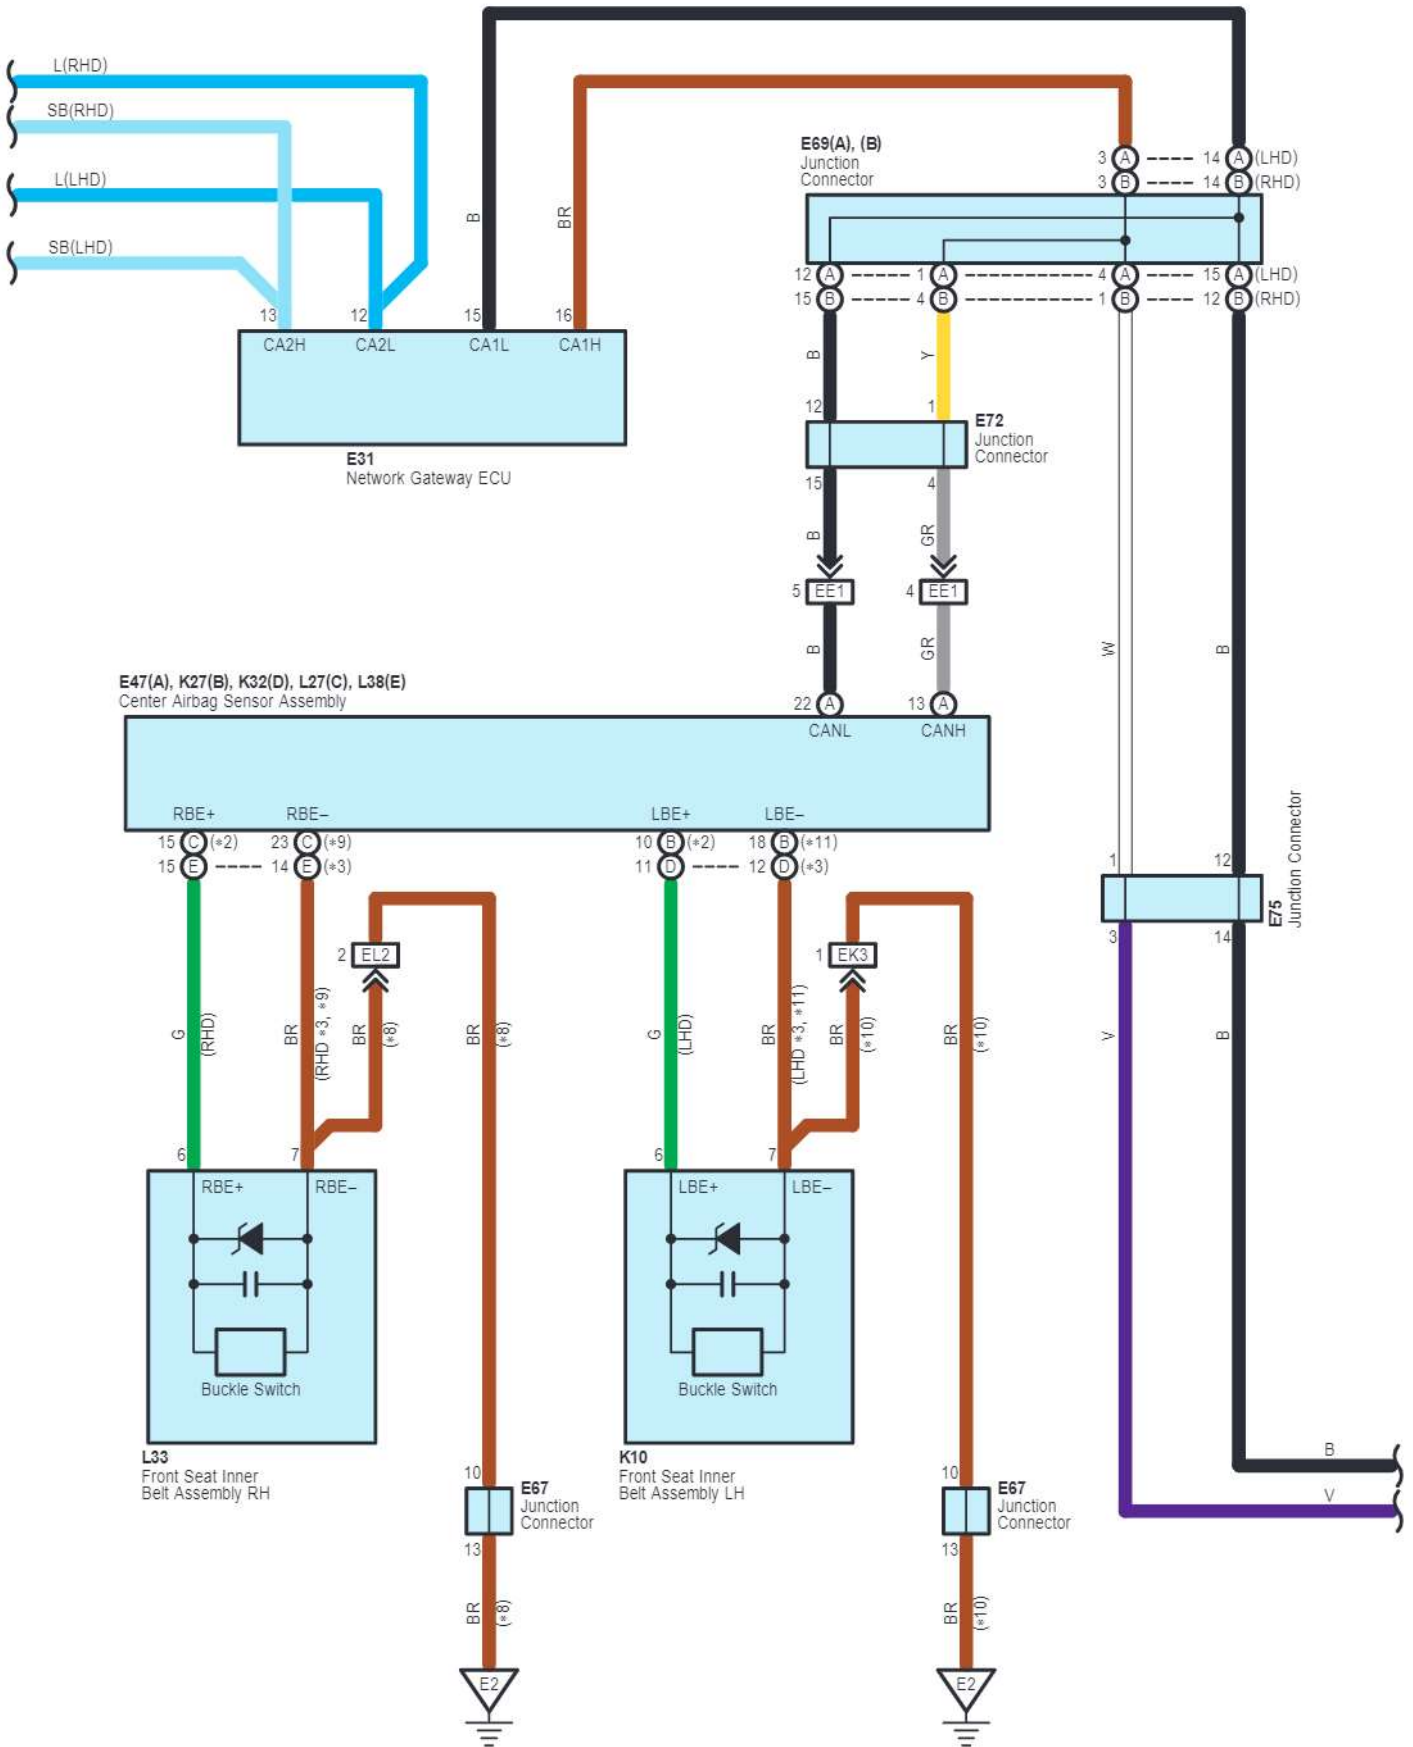 L(RHD)
SB(RHD)
L(LHD)
SB(LHD)
B
BR
13
12
15
16
CA2H
CA2L
CA1L
CA1H
E31
Network Gateway ECU
E69(A), (B)
Junction
Connector
3 A 14 A (LHD)
3 B 14 B (RHD)
12 A 1 A 4 A 15 A (LHD)
15 B 4 B 1 B 12 B (RHD)
B
Y
12
1
E72
Junction
Connector
15
4
B
GR
5 EE1
4 EE1
B
GR
W
B
E47(A), K27(B), K32(D), L27(C), L38(E)
Center Airbag Sensor Assembly
22 A
13 A
CANL
CANH
RBE+
RBE−
LBE+
LBE−
15 C (*2) 23 C (*9)
15 E 14 E (*3)
10 B (*2) 18 B (*11)
11 D 12 D (*3)
1
12
E75
Junction Connector
3
14
2 EL2
1 EK3
G
(RHD)
BR
(RHD *3, *9)
BR
(*8)
BR
(*8)
G
(LHD)
BR
(LHD *3, *11)
BR
(*10)
BR
(*10)
V
B
6
7
6
7
RBE+
RBE−
LBE+
LBE−
Buckle Switch
Buckle Switch
L33
Front Seat Inner
Belt Assembly RH
K10
Front Seat Inner
Belt Assembly LH
B
V
10
E67
Junction
Connector
13
10
E67
Junction
Connector
13
BR
(*8)
BR
(*10)
E2
E2